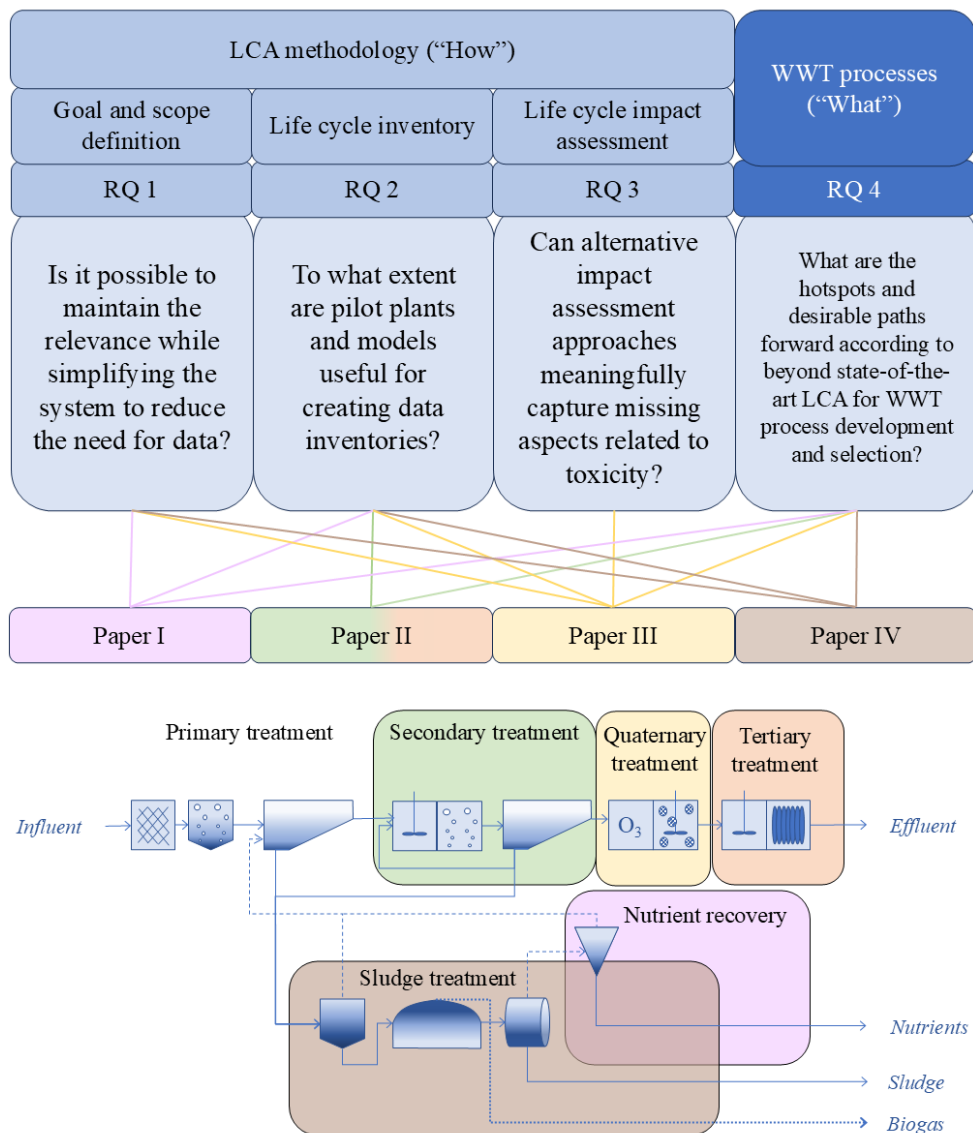 LCA methodology (“How”)
WWT processes
(“What”)
Goal and scope
definition
Life cycle inventory
Life cycle impact
assessment
RQ 1
RQ 2
RQ 3
RQ 4
Is it possible to
maintain the
relevance while
simplifying the
system to reduce
the need for data?
To what extent
are pilot plants
and models
useful for
creating data
inventories?
Can alternative
impact
assessment
approaches
meaningfully
capture missing
aspects related to
toxicity?
What are the
hotspots and
desirable paths
forward according to
beyond state-of-the-
art LCA for WWT
process development
and selection?
Paper I
Paper II
Paper III
Paper IV
Primary treatment
Secondary treatment
Quaternary
treatment
Tertiary
treatment
Influent
O3
Effluent
Nutrient recovery
Sludge treatment
Nutrients
Sludge
Biogas